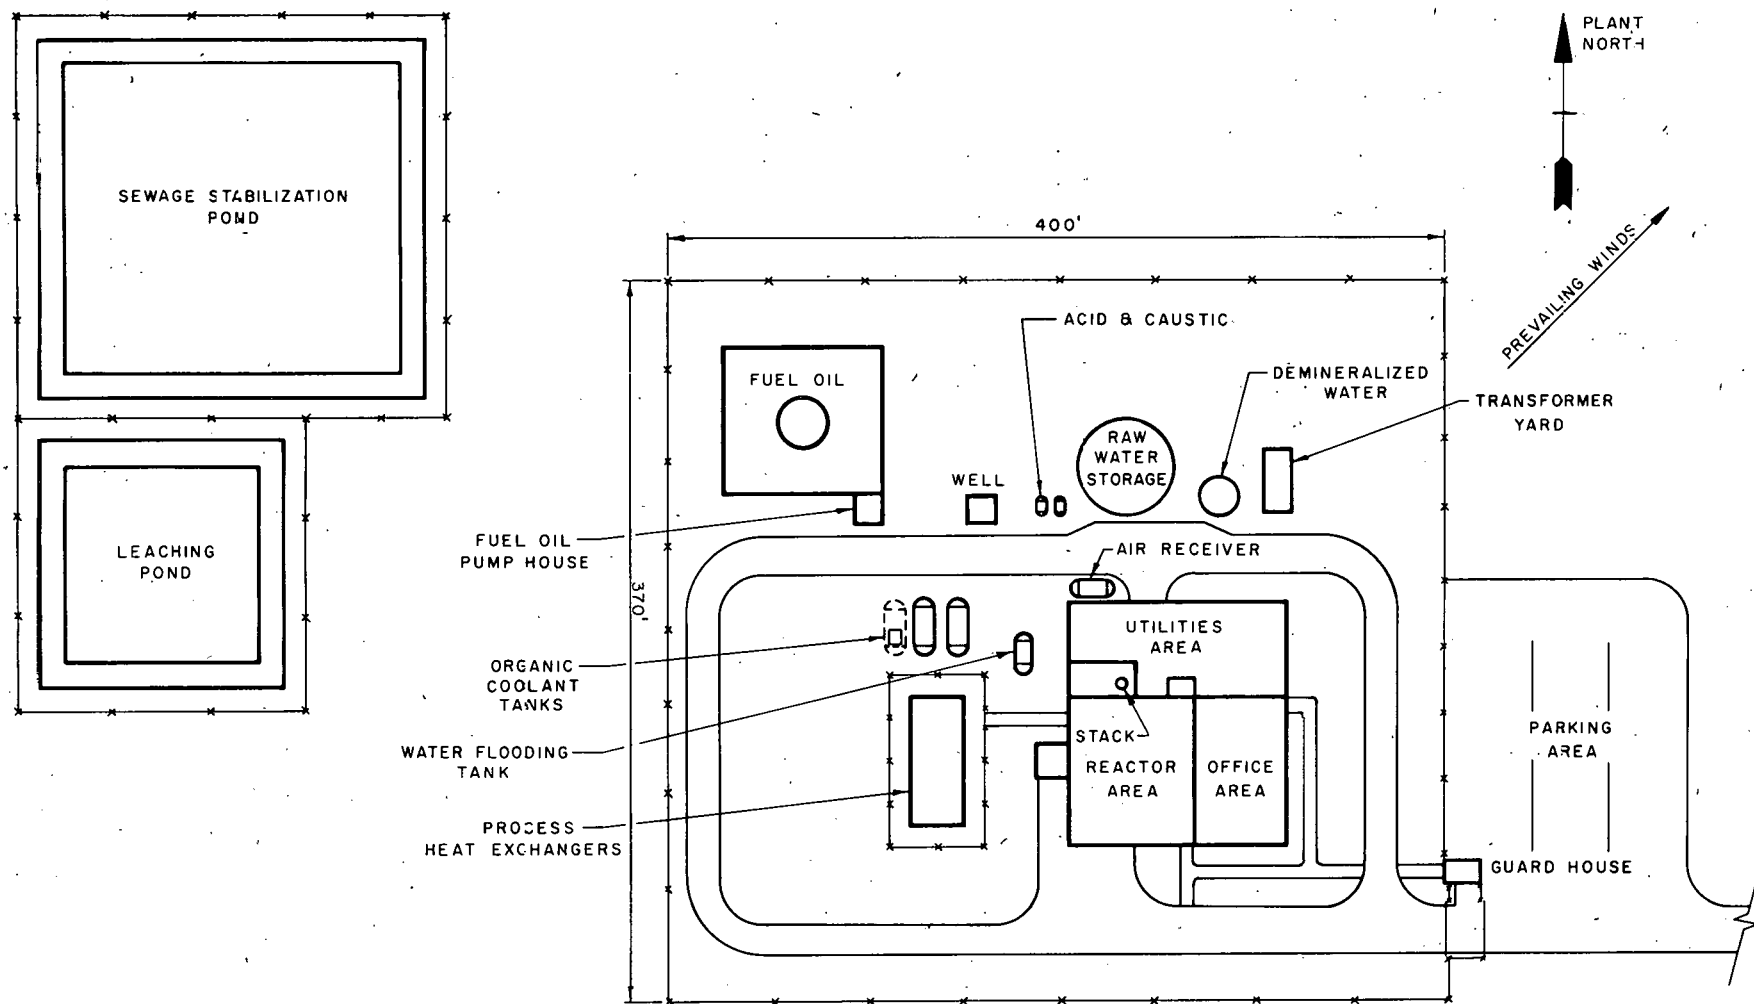 PLANT
NORTH
SEWAGE STABILIZATION
POND
400'
PREVAILING WINDS
ACID & CAUSTIC
FUEL OIL
DEMINERALIZED
WATER
TRANSFORMER
YARD
RAW
WATER
STORAGE
WELL
FUEL OIL
PUMP HOUSE
AIR RECEIVER
LEACHING
POND
370'
UTILITIES
AREA
ORGANIC
COOLANT
TANKS
STACK
PARKING
AREA
WATER FLOODING
TANK
REACTOR
AREA
OFFICE
AREA
PROCESS
HEAT EXCHANGERS
GUARD HOUSE